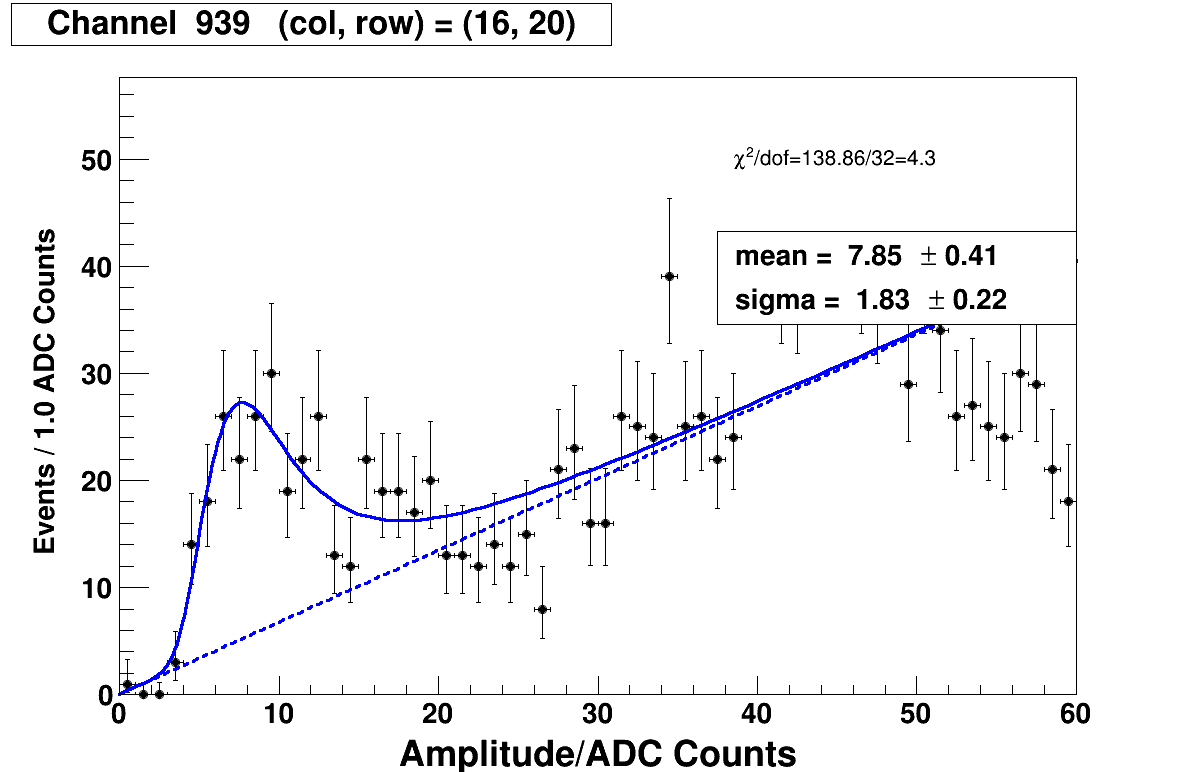 Channel 939 (col, row) = (16, 20)
χ²/dof=138.86/32=4.3
mean = 7.85 ± 0.41
sigma = 1.83 ± 0.22
Events / 1.0 ADC Counts
50
40
30
20
10
0
0 10 20 30 40 50 60
Amplitude/ADC Counts